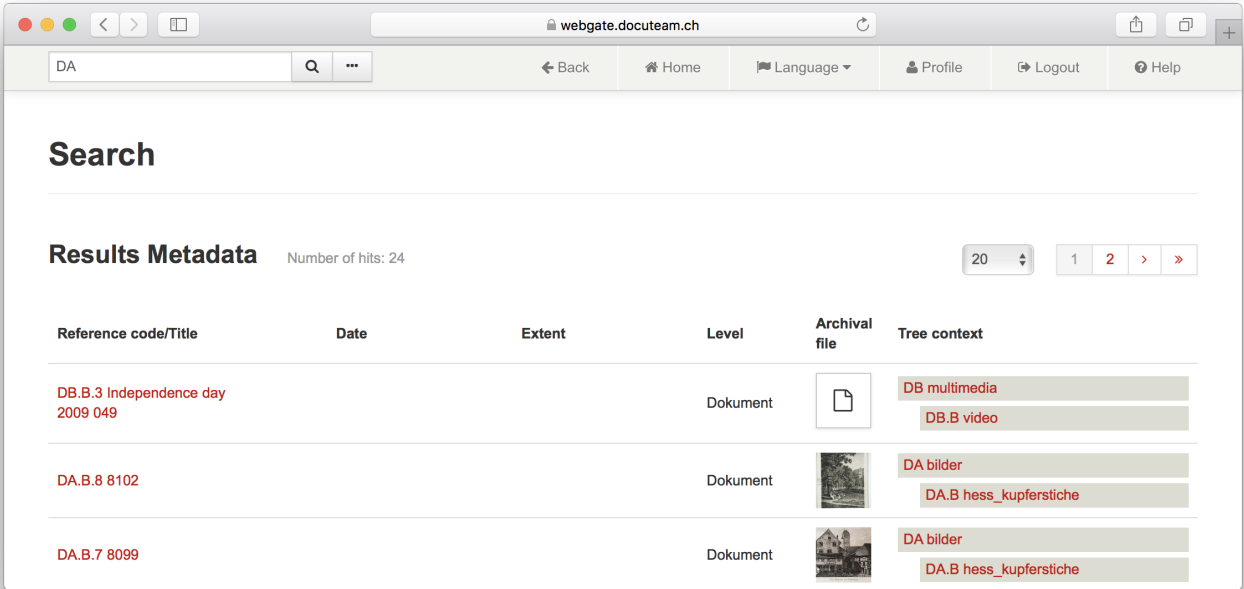 webgate.docuteam.ch
DA
Back
Home
Language
Profile
Logout
Help
Search
Results Metadata
Number of hits: 24
20
1
2
›
»
Reference code/Title
Date
Extent
Level
Archival
file
Tree context
DB.B.3 Independence day
2009 049
Dokument
DB multimedia
DB.B video
DA.B.8 8102
Dokument
DA bilder
DA.B hess_kupferstiche
DA.B.7 8099
Dokument
DA bilder
DA.B hess_kupferstiche